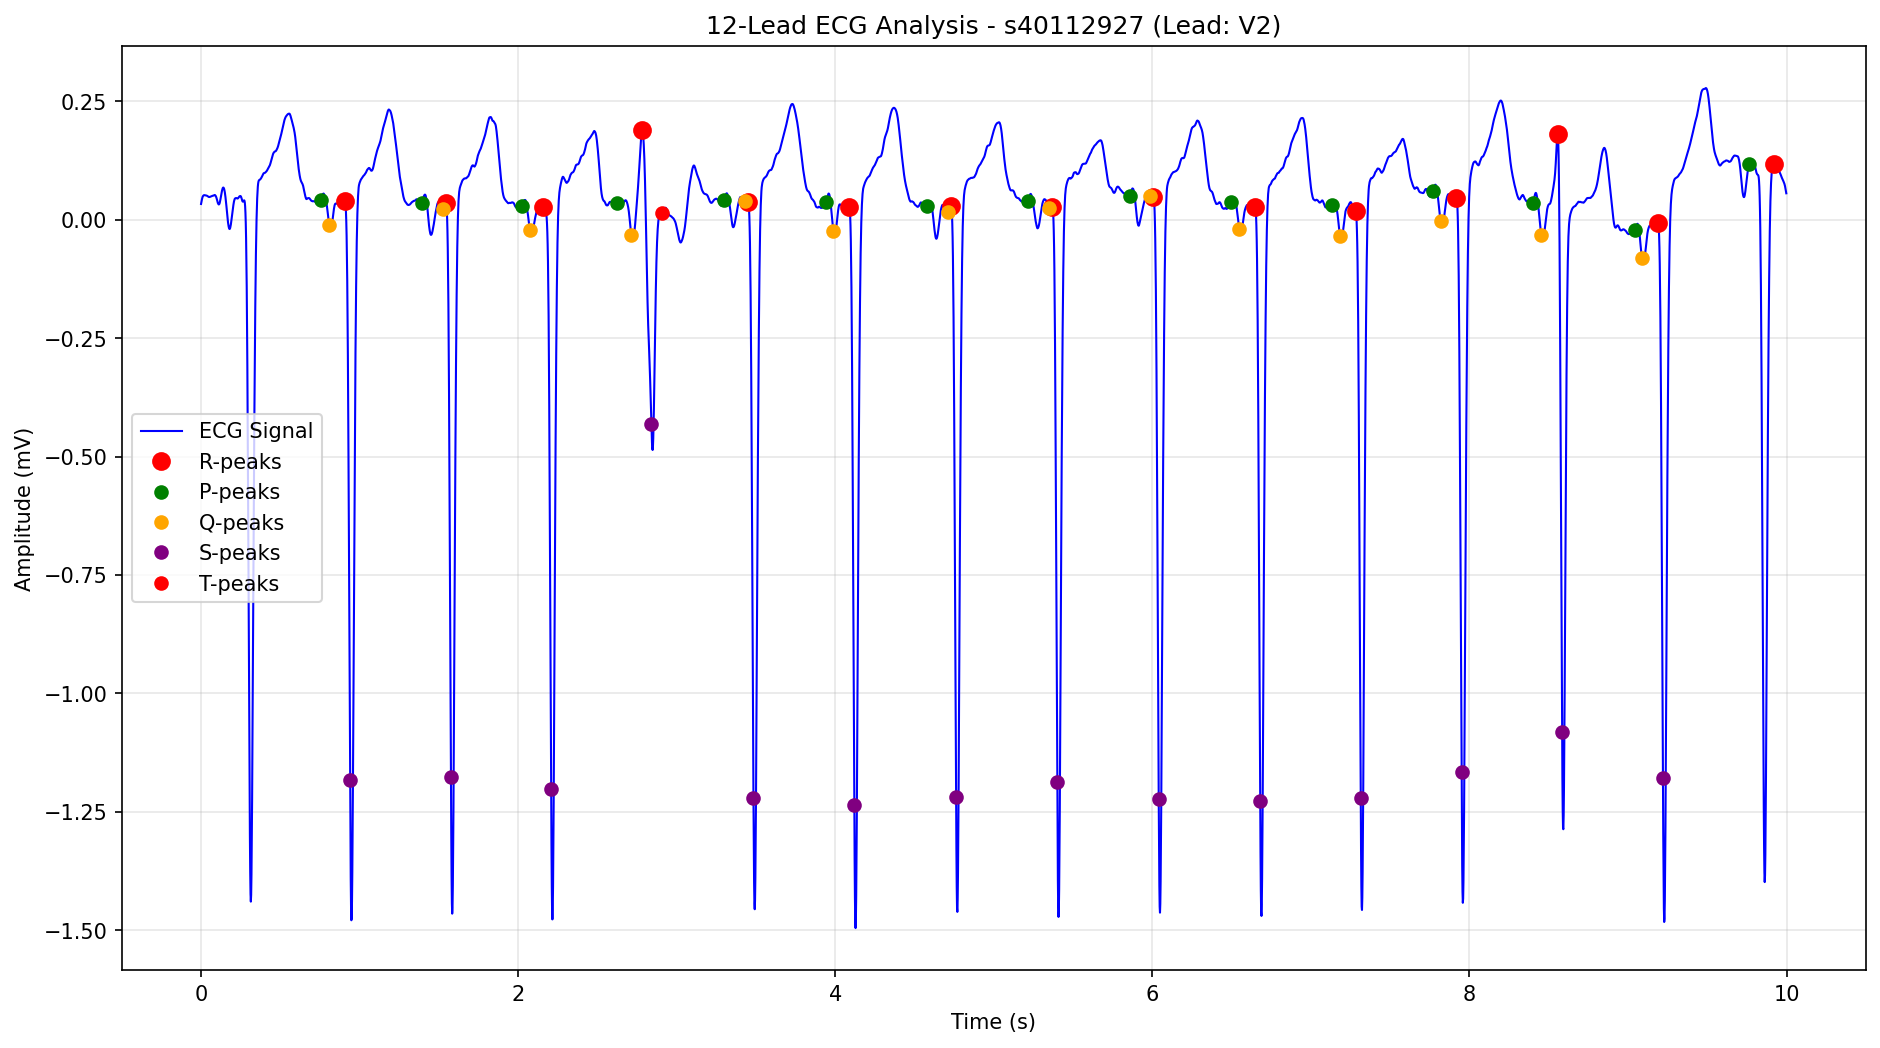 12-Lead ECG Analysis - s40112927 (Lead: V2)
Amplitude (mV)
0.25
0.00
−0.25
−0.50
−0.75
−1.00
−1.25
−1.50
ECG Signal
R-peaks
P-peaks
Q-peaks
S-peaks
T-peaks
0 2 4 6 8 10
Time (s)